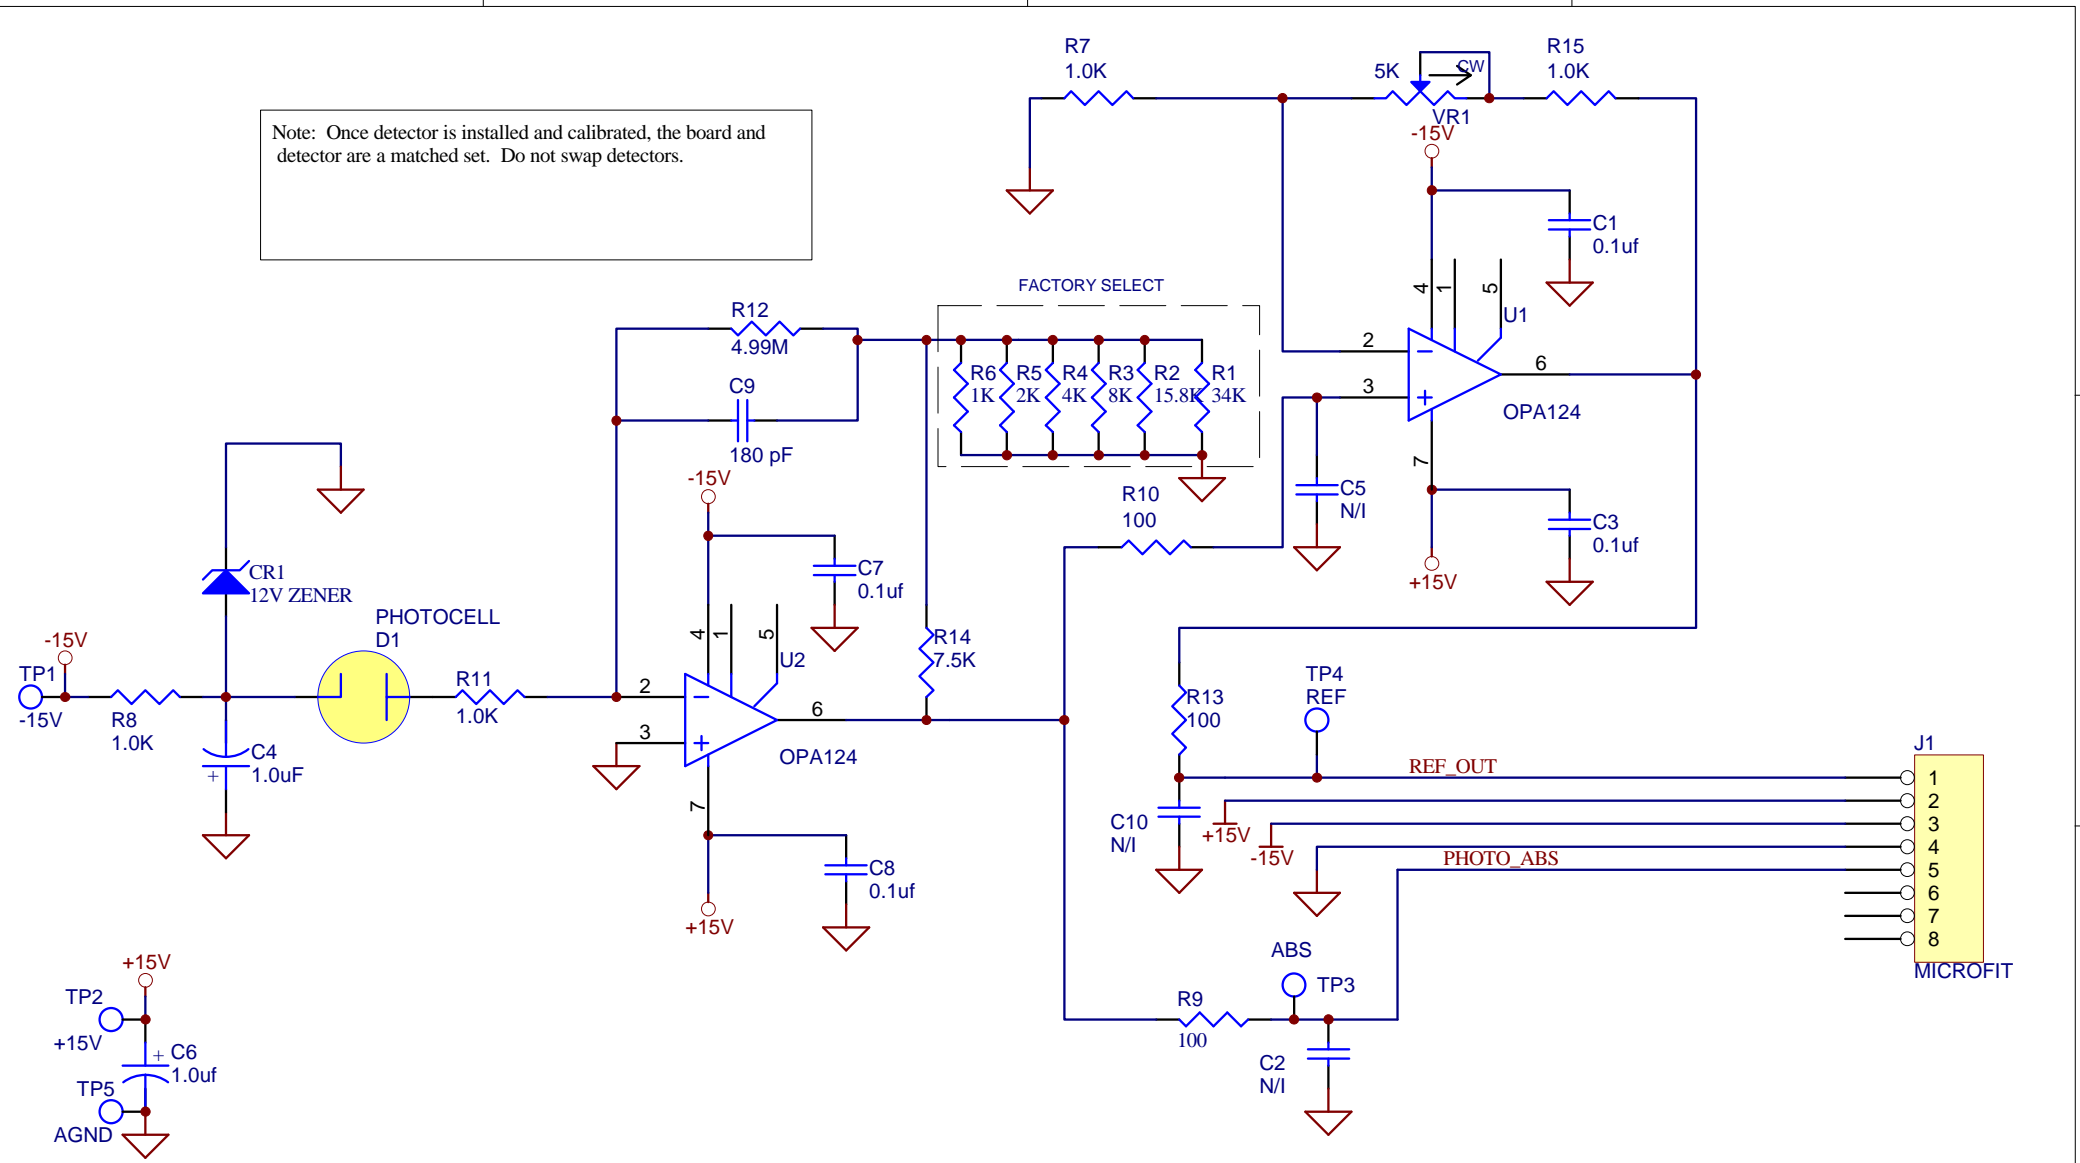 R7
1.0K
5K
CW
VR1
R15
1.0K
Note:  Once detector is installed and calibrated, the board and
detector are a matched set.  Do not swap detectors.
-15V
C1
0.1uf
4
1
5
U1
2
3
6
7
OPA124
+15V
C3
0.1uf
FACTORY SELECT
R6
1K
R5
2K
R4
4K
R3
8K
R2
15.8K
R1
34K
R12
4.99M
C9
180 pF
R10
100
C5
N/I
-15V
C7
0.1uf
4
1
5
U2
2
3
6
7
OPA124
+15V
C8
0.1uf
R14
7.5K
CR1
12V ZENER
PHOTOCELL
D1
-15V
TP1
-15V
R8
1.0K
R11
1.0K
C4
1.0uF
+
R13
100
TP4
REF
REF_OUT
C10
N/I
+15V
-15V
PHOTO_ABS
J1
1
2
3
4
5
6
7
8
MICROFIT
ABS
TP3
R9
100
C2
N/I
+15V
TP2
+15V
+
C6
1.0uf
TP5
AGND